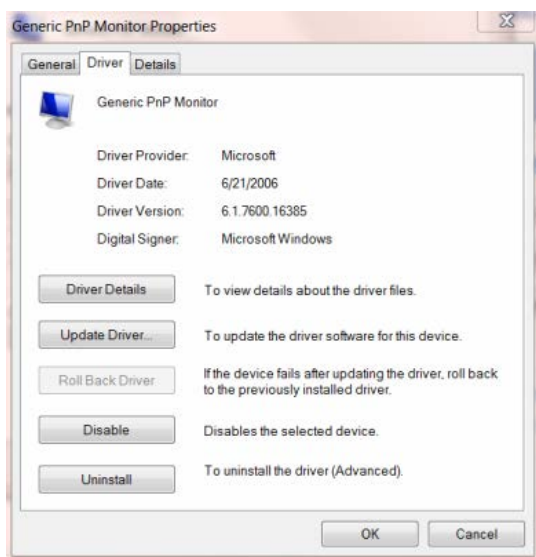 Generic PnP Monitor Properties
General Driver Details
Generic PnP Monitor
Driver Provider: Microsoft
Driver Date: 6/21/2006
Driver Version: 6.1.7600.16385
Digital Signer: Microsoft Windows
Driver Details To view details about the driver files.
Update Driver... To update the driver software for this device.
Roll Back Driver If the device fails after updating the driver, roll back
to the previously installed driver.
Disable Disables the selected device.
Uninstall To uninstall the driver (Advanced).
OK Cancel